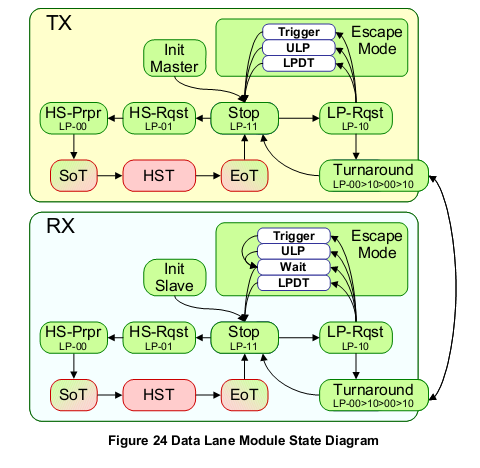 TX
Trigger
ULP
LPDT
Escape
Mode
Init
Master
HS-Prpr
LP-00
HS-Rqst
LP-01
Stop
LP-11
LP-Rqst
LP-10
SoT
HST
EoT
Turnaround
LP-00>10>00>10
RX
Trigger
ULP
Wait
LPDT
Escape
Mode
Init
Slave
HS-Prpr
LP-00
HS-Rqst
LP-01
Stop
LP-11
LP-Rqst
LP-10
SoT
HST
EoT
Turnaround
LP-00>10>00>10
Figure 24 Data Lane Module State Diagram